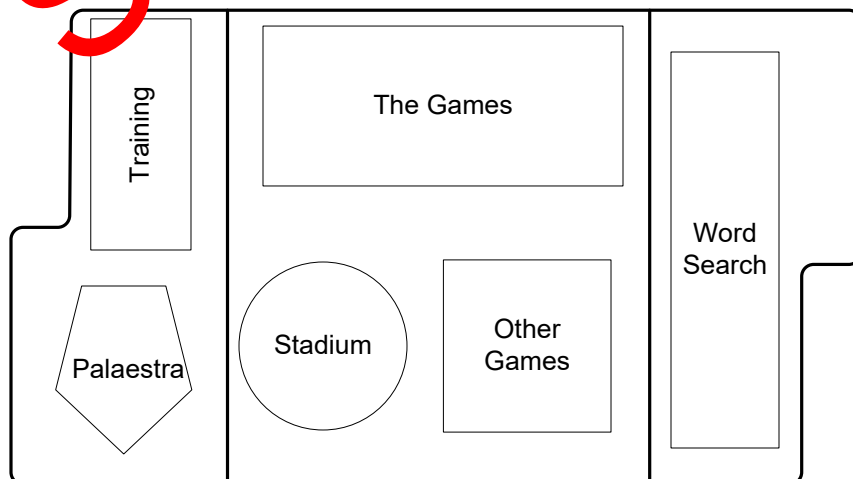 Training
The Games
Word
Search
Palaestra
Stadium
Other
Games